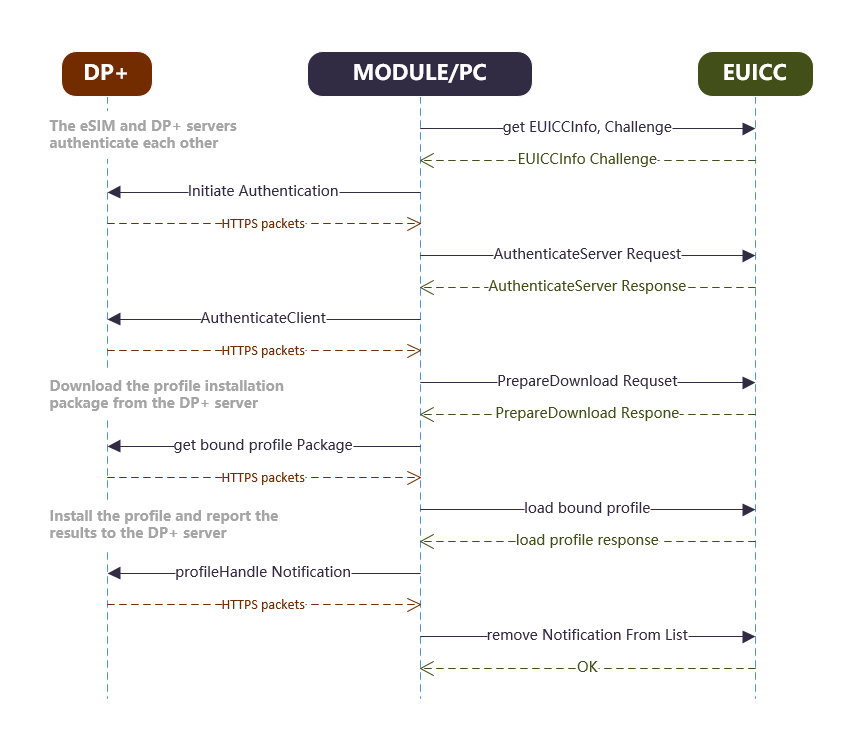 DP+
MODULE/PC
EUICC
The eSIM and DP+ servers
authenticate each other
get EUICCInfo, Challenge
EUICCInfo Challenge
Initiate Authentication
HTTPS packets
AuthenticateServer Request
AuthenticateServer Response
AuthenticateClient
HTTPS packets
Download the profile installation
package from the DP+ server
PrepareDownload Requset
PrepareDownload Respone
get bound profile Package
HTTPS packets
Install the profile and report the
results to the DP+ server
load bound profile
load profile response
profileHandle Notification
HTTPS packets
remove Notification From List
OK